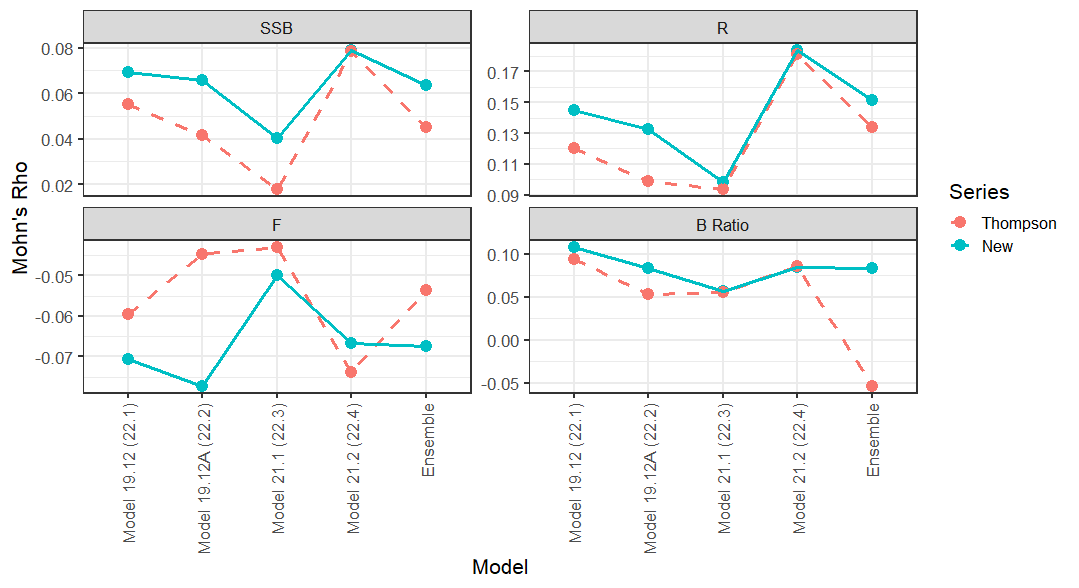 SSB
R
0.08
0.06
0.04
0.02
0.17
0.15
0.13
0.11
0.09
Mohn's Rho
F
B Ratio
-0.05
-0.06
-0.07
0.10
0.05
0.00
-0.05
Model 19.12 (22.1)
Model 19.12A (22.2)
Model 21.1 (22.3)
Model 21.2 (22.4)
Ensemble
Model 19.12 (22.1)
Model 19.12A (22.2)
Model 21.1 (22.3)
Model 21.2 (22.4)
Ensemble
Model
Series
Thompson
New